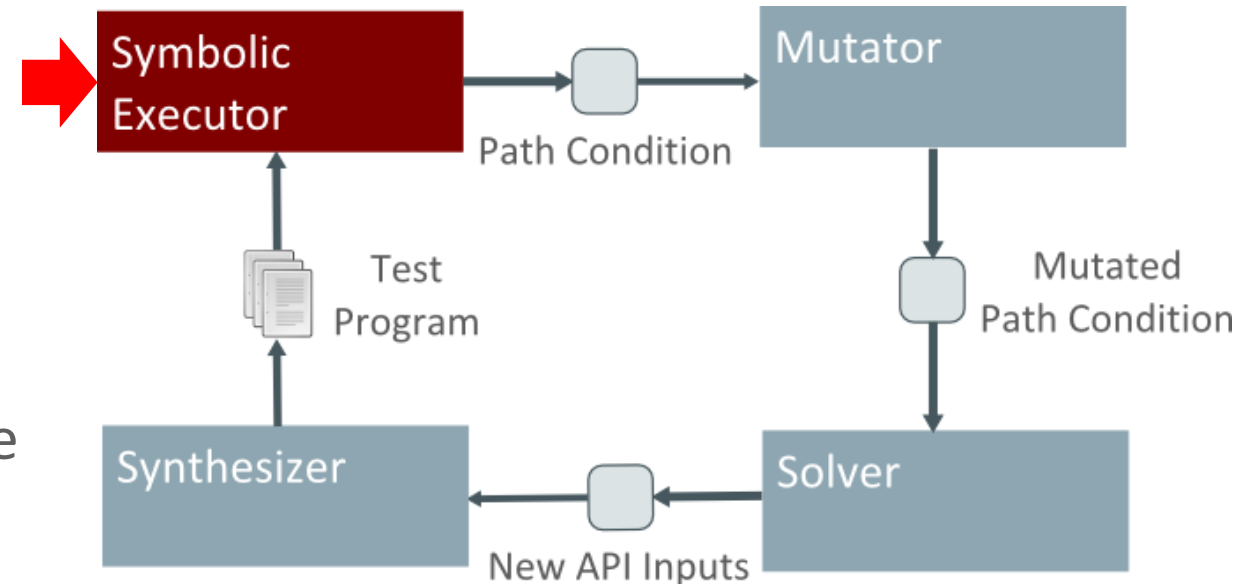 Symbolic
Executor
Path Condition
Mutator
Mutated
Path Condition
Solver
New API Inputs
Synthesizer
Test
Program
e